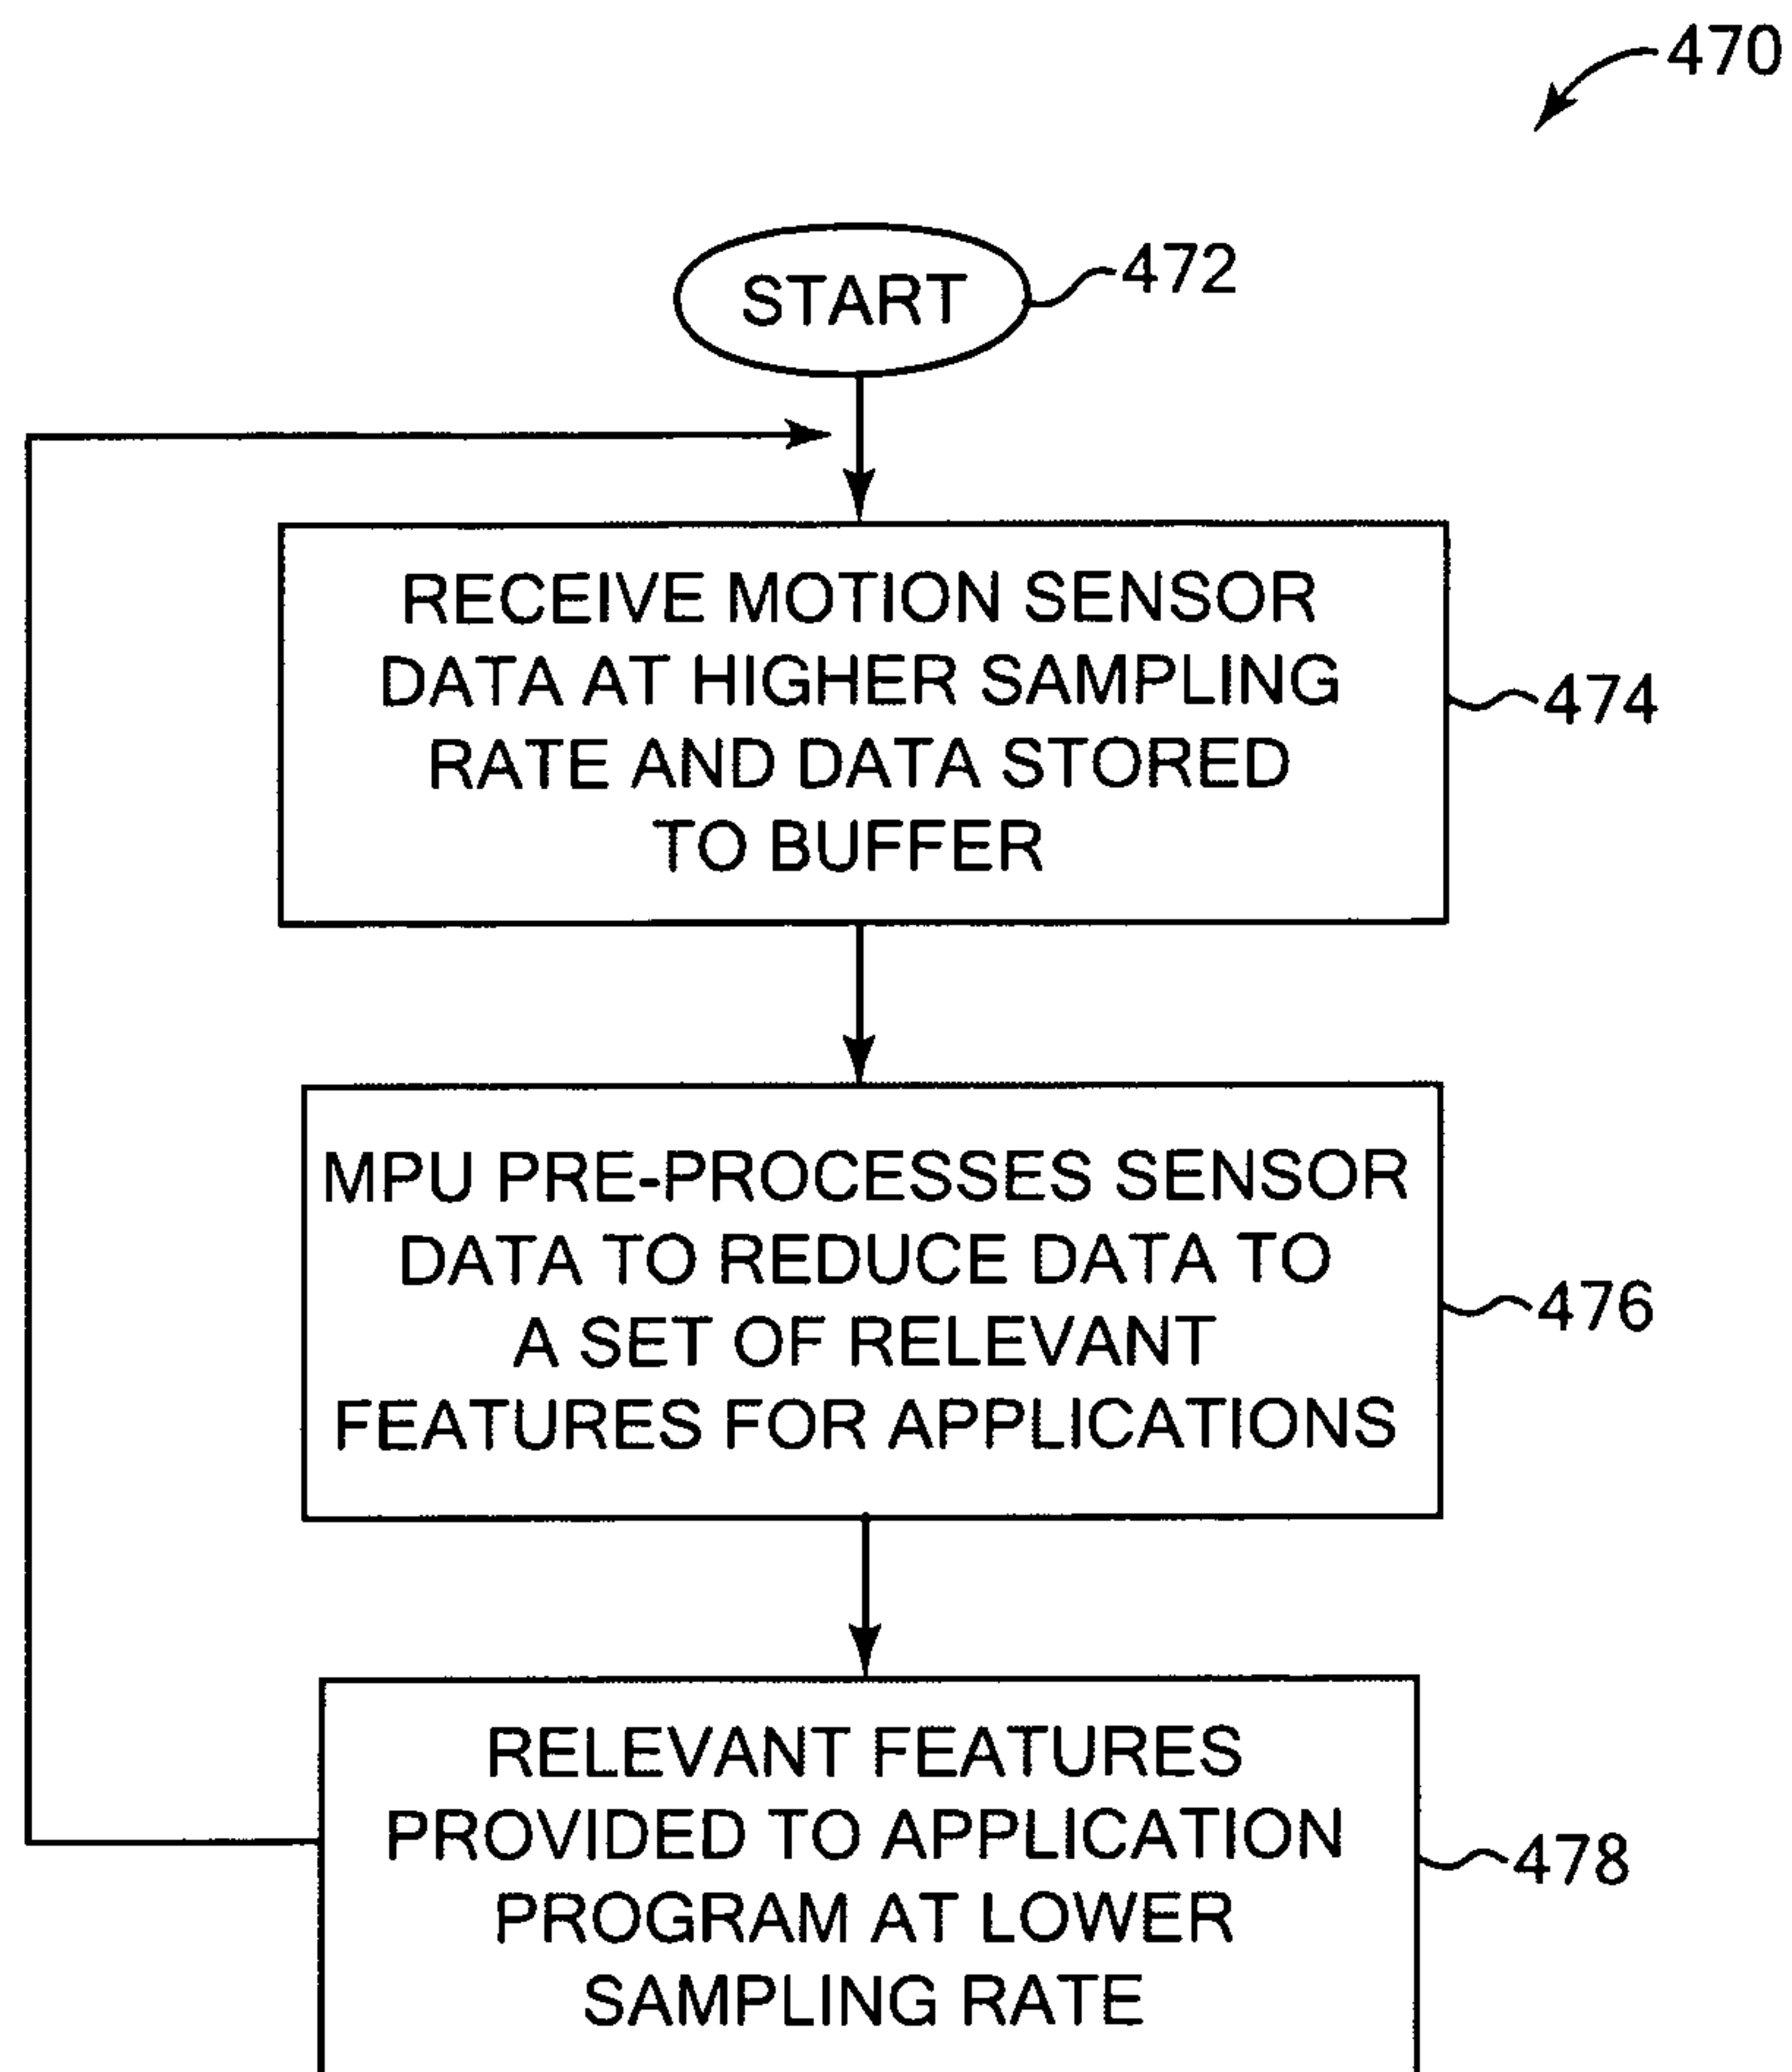 470
START
472
RECEIVE MOTION SENSOR
DATA AT HIGHER SAMPLING
RATE AND DATA STORED
TO BUFFER
474
MPU PRE-PROCESSES SENSOR
DATA TO REDUCE DATA TO
A SET OF RELEVANT
FEATURES FOR APPLICATIONS
476
RELEVANT FEATURES
PROVIDED TO APPLICATION
PROGRAM AT LOWER
SAMPLING RATE
478